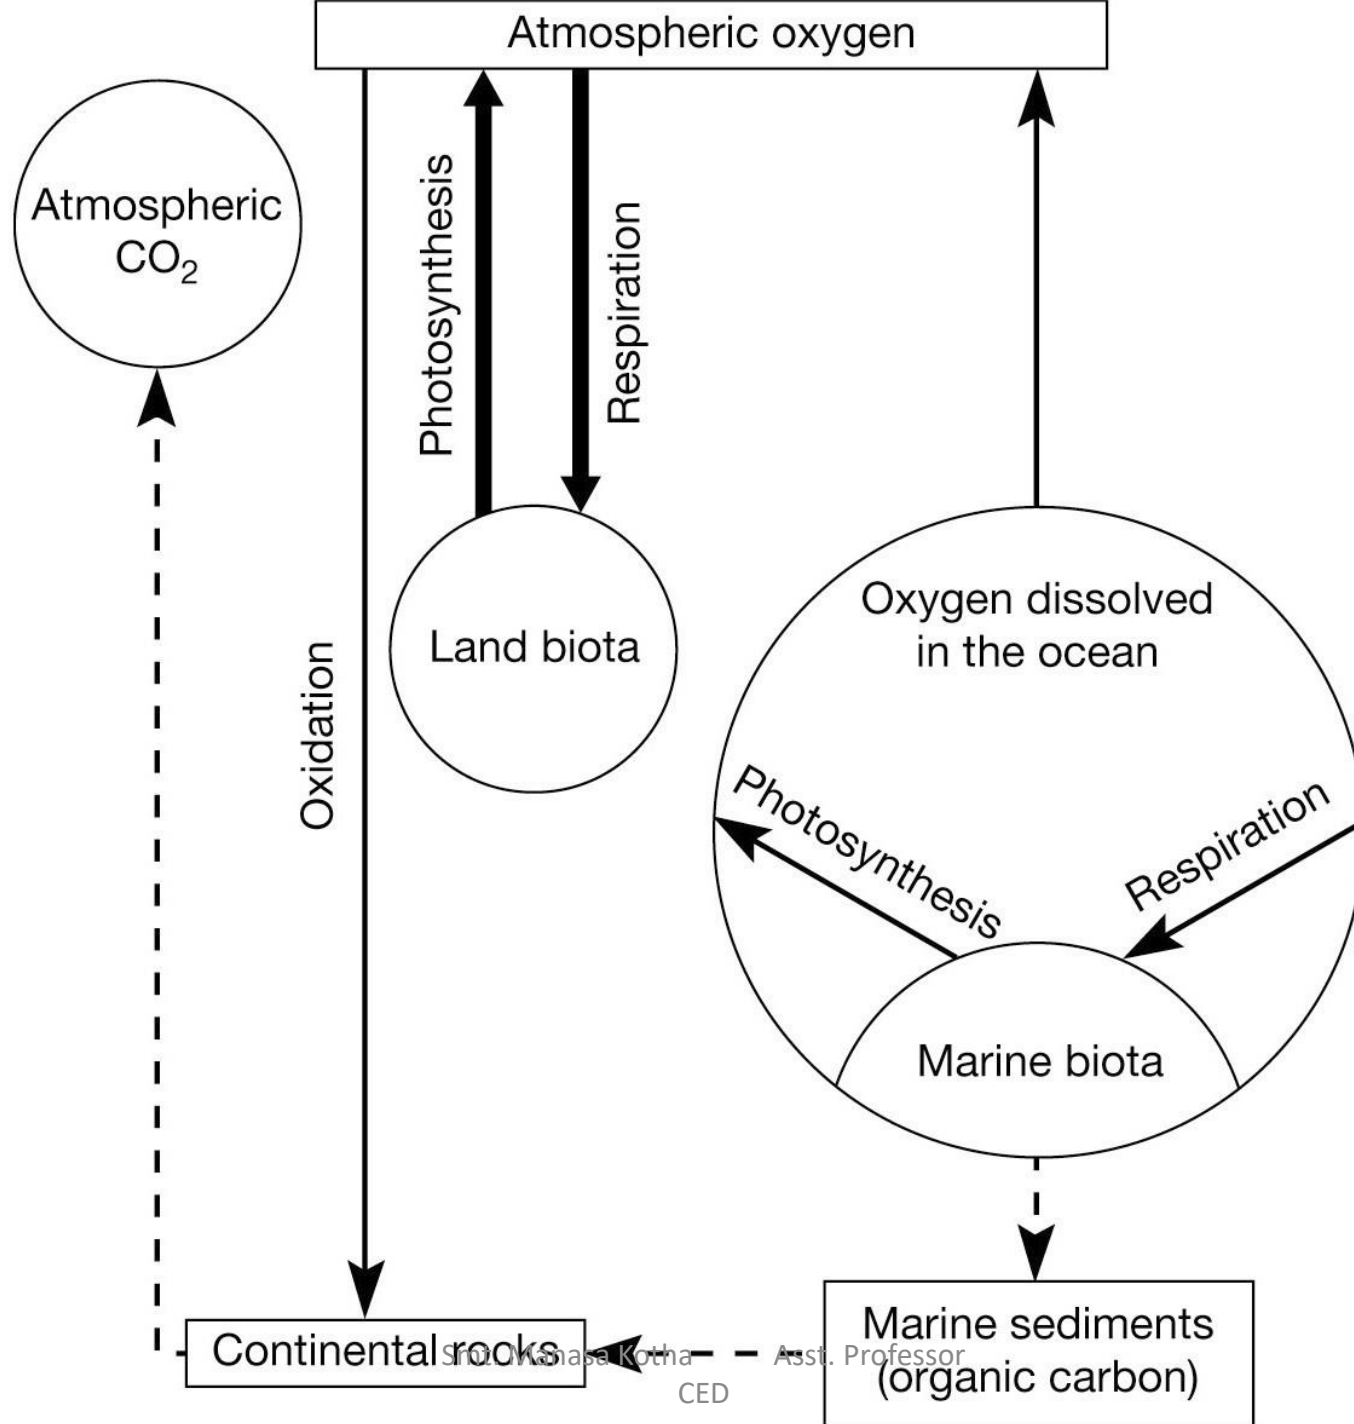 Atmospheric oxygen
Atmospheric
CO₂
Photosynthesis
Respiration
Oxidation
Land biota
Oxygen dissolved
in the ocean
Photosynthesis
Respiration
Marine biota
Marine sediments
(organic carbon)
Continental rocks
Smt. Manasa Kotha Asst. Professor
CED